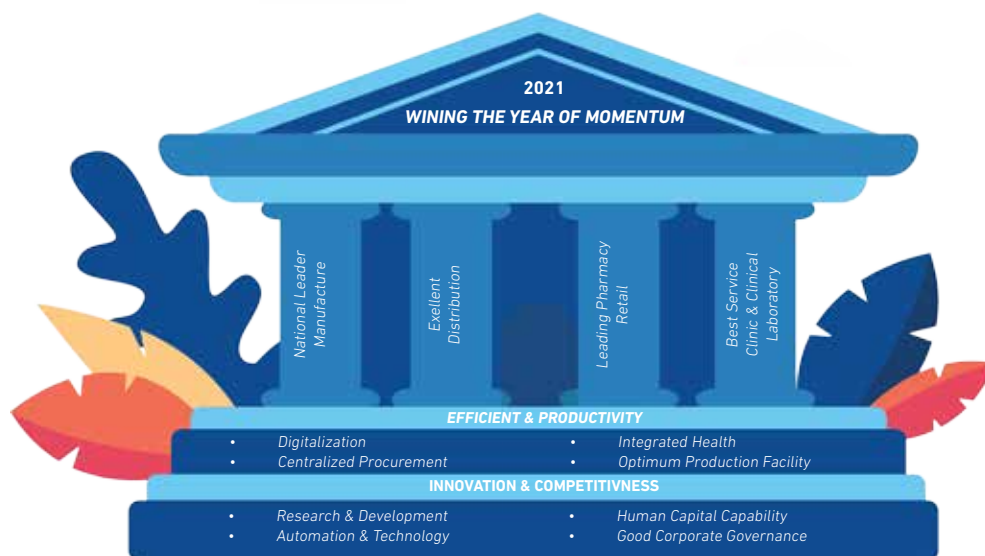 2021
WINING THE YEAR OF MOMENTUM
National Leader
Manufacture
Exellent
Distribution
Leading Pharmacy
Retail
Best Service
Clinic & Clinical
Laboratory
EFFICIENT & PRODUCTIVITY
• Digitalization
• Centralized Procurement
• Integrated Health
• Optimum Production Facility
INNOVATION & COMPETITIVNESS
• Research & Development
• Automation & Technology
• Human Capital Capability
• Good Corporate Governance